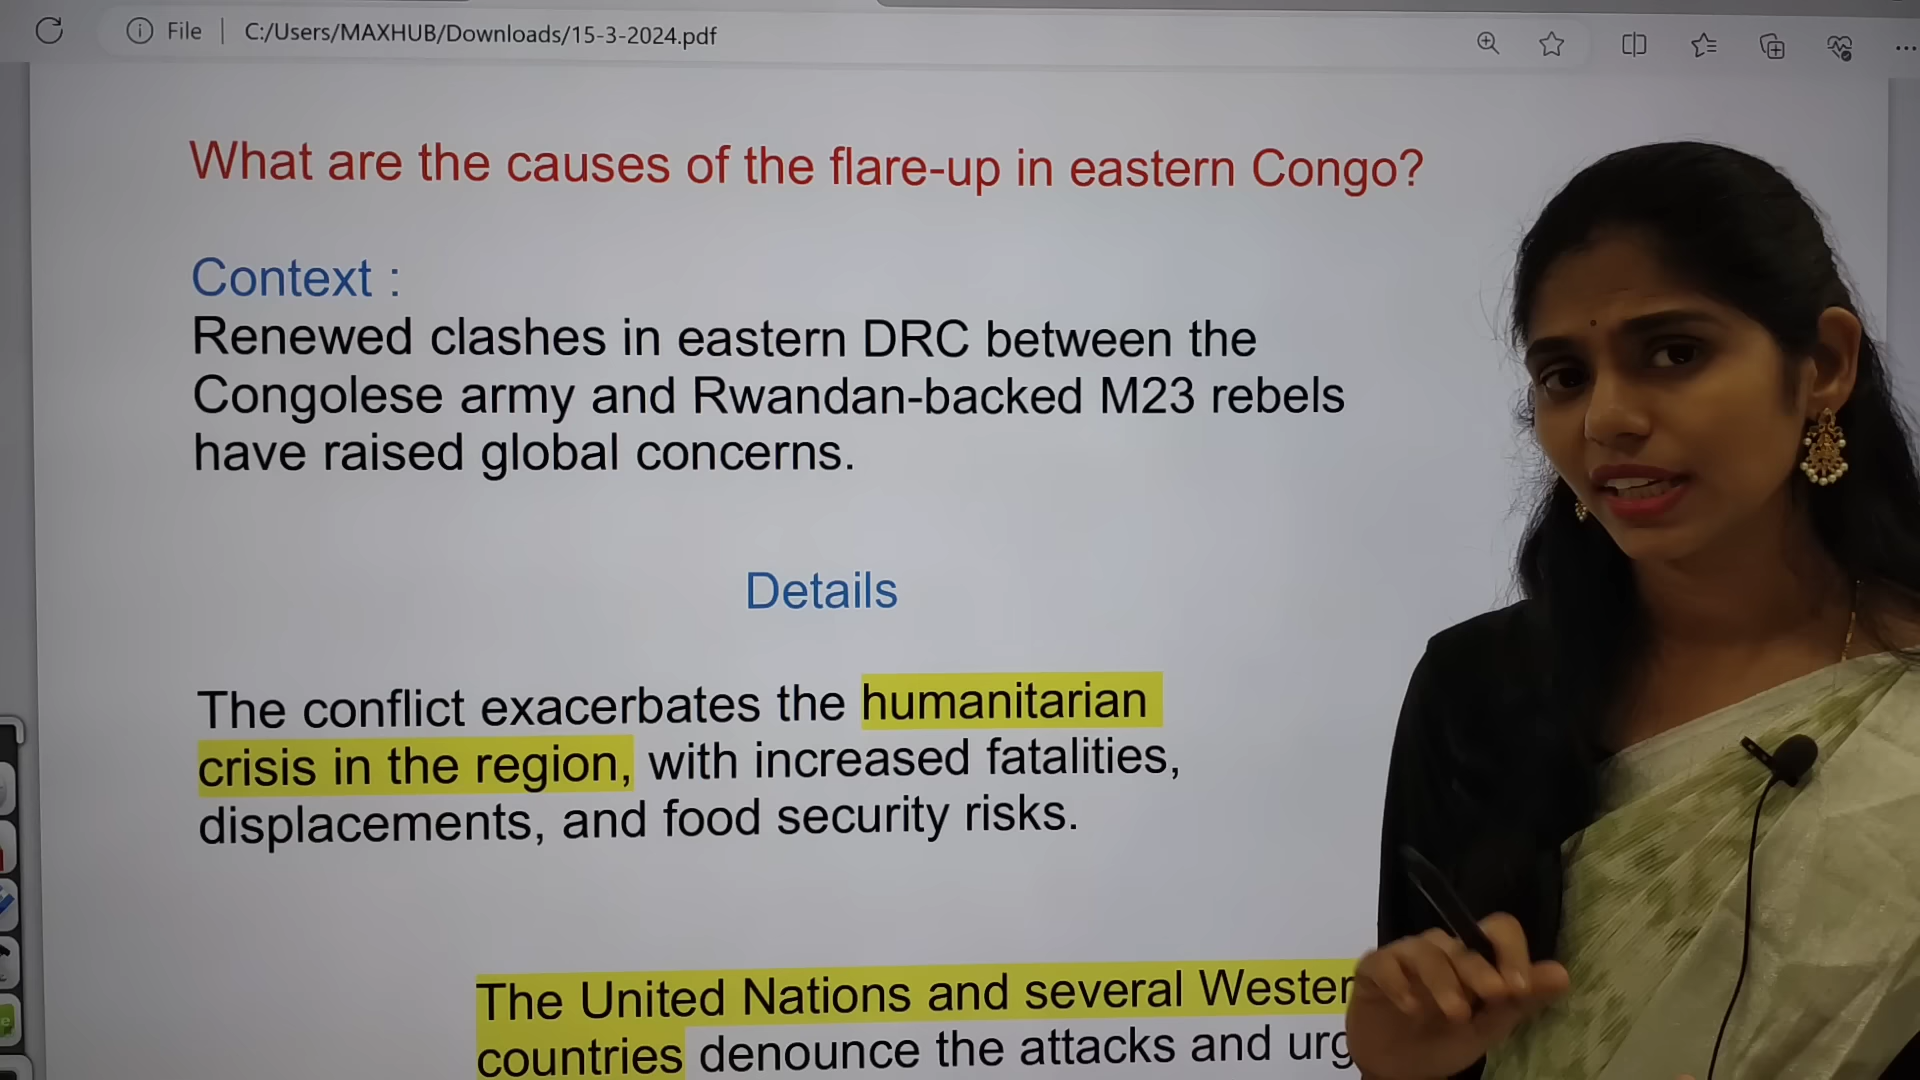 File
C:/Users/MAXHUB/Downloads/15-3-2024.pdf
What are the causes of the flare-up in eastern Congo?
Context :
Renewed clashes in eastern DRC between the
Congolese army and Rwandan-backed M23 rebels
have raised global concerns.
Details
The conflict exacerbates the humanitarian
crisis in the region, with increased fatalities,
displacements, and food security risks.
The United Nations and several
countries denounce the attacks and